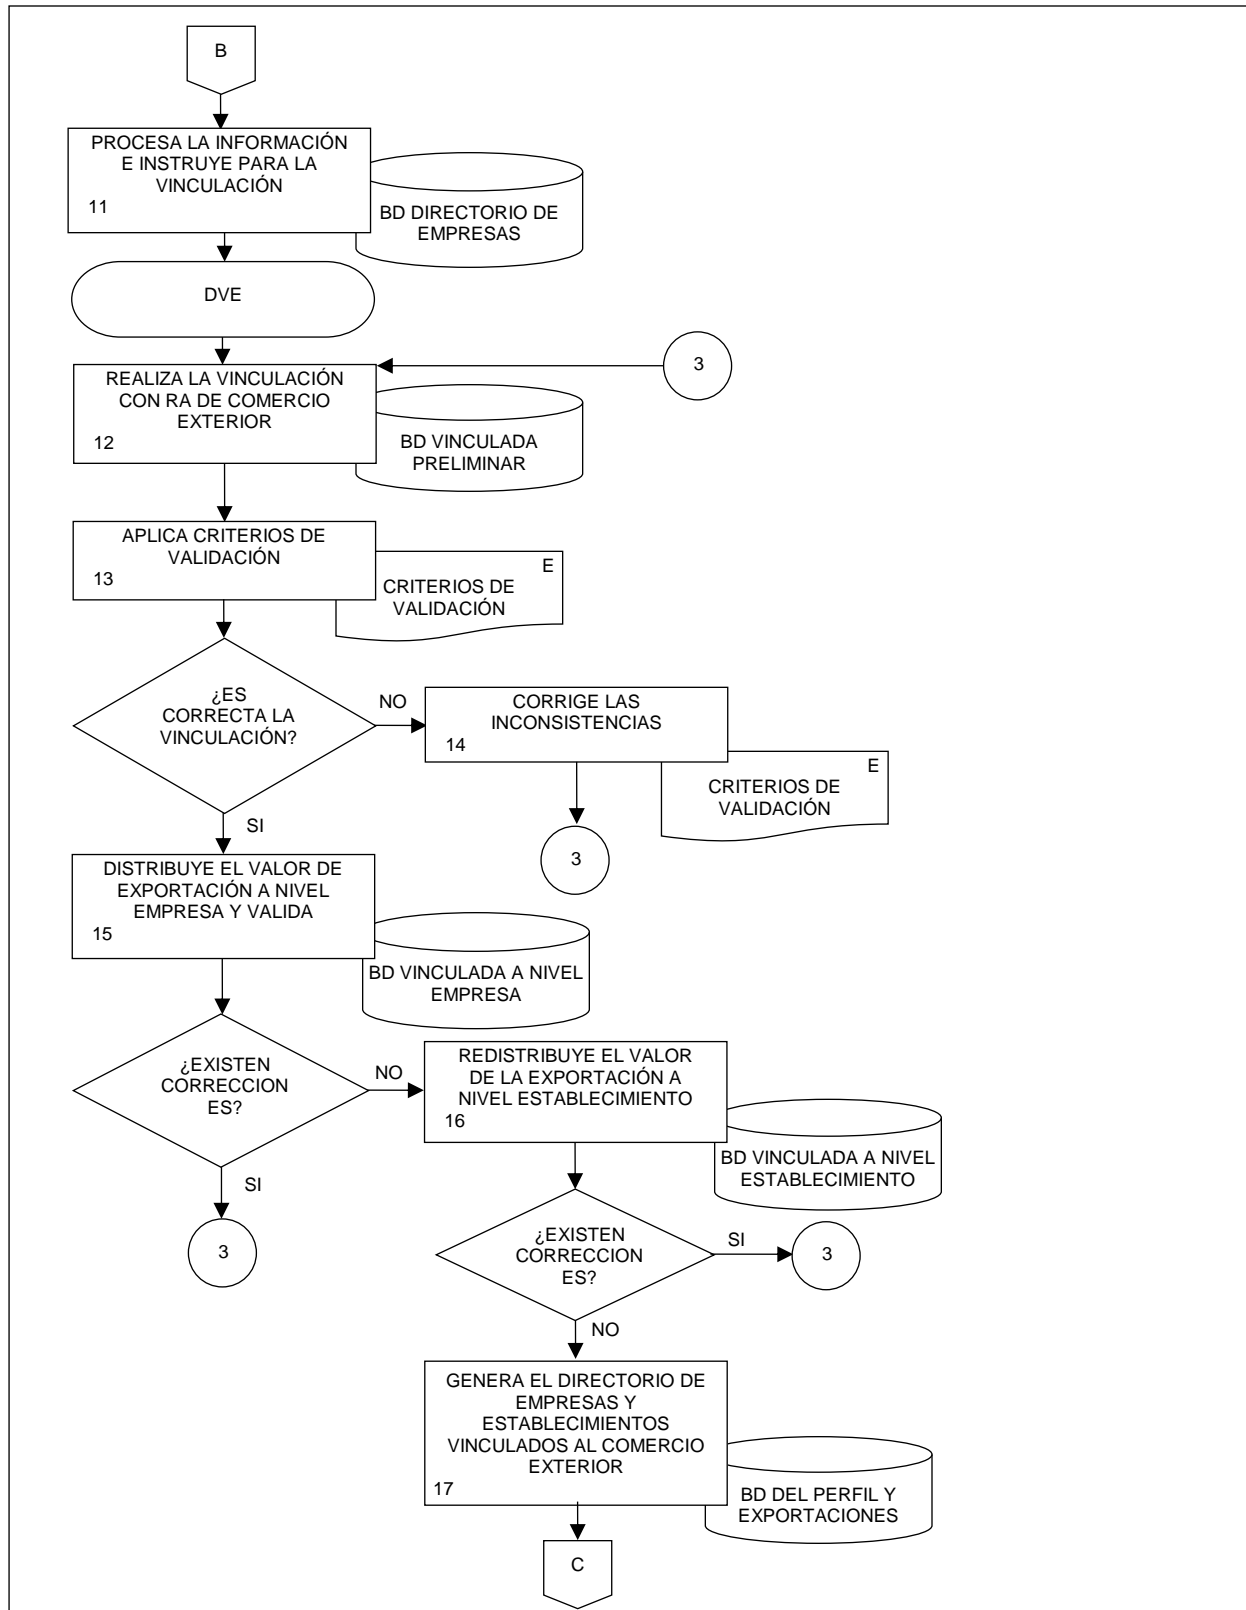 B
PROCESA LA INFORMACIÓN
E INSTRUYE PARA LA
VINCULACIÓN
11
BD DIRECTORIO DE
EMPRESAS
DVE
3
REALIZA LA VINCULACIÓN
CON RA DE COMERCIO
EXTERIOR
12
BD VINCULADA
PRELIMINAR
APLICA CRITERIOS DE
VALIDACIÓN
13
E
CRITERIOS DE
VALIDACIÓN
¿ES
CORRECTA LA
VINCULACIÓN?
NO
CORRIGE LAS
INCONSISTENCIAS
14
E
CRITERIOS DE
VALIDACIÓN
3
SI
DISTRIBUYE EL VALOR DE
EXPORTACIÓN A NIVEL
EMPRESA Y VALIDA
15
BD VINCULADA A NIVEL
EMPRESA
¿EXISTEN
CORRECCION
ES?
NO
REDISTRIBUYE EL VALOR
DE LA EXPORTACIÓN A
NIVEL ESTABLECIMIENTO
16
BD VINCULADA A NIVEL
ESTABLECIMIENTO
SI
3
¿EXISTEN
CORRECCION
ES?
SI
3
NO
GENERA EL DIRECTORIO DE
EMPRESAS Y
ESTABLECIMIENTOS
VINCULADOS AL COMERCIO
EXTERIOR
17
BD DEL PERFIL Y
EXPORTACIONES
C